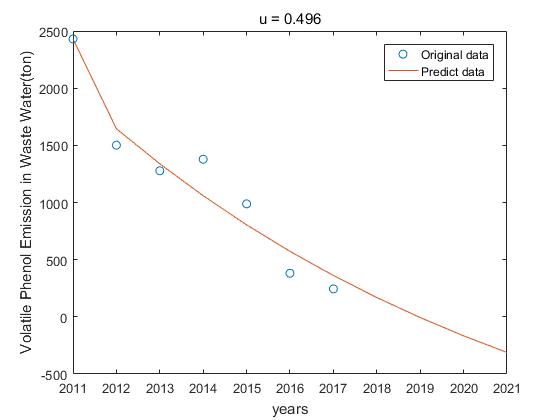 u = 0.496
2500
2000
1500
1000
500
0
-500
Volatile Phenol Emission in Waste Water(ton)
Original data
Predict data
2011 2012 2013 2014 2015 2016 2017 2018 2019 2020 2021
years